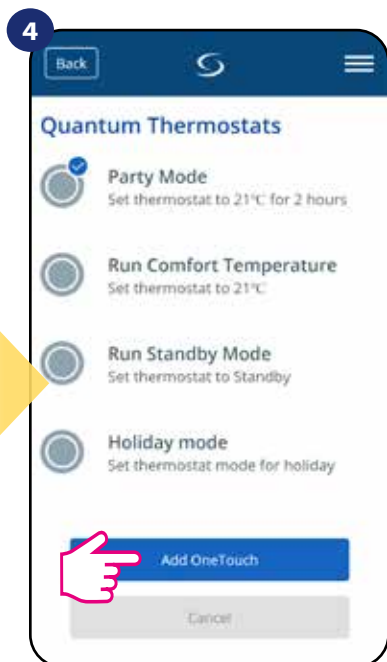 4
Back
Quantum Thermostats
Party Mode
Set thermostat to 21°C for 2 hours
Run Comfort Temperature
Set thermostat to 21°C
Run Standby Mode
Set thermostat to Standby
Holiday mode
Set thermostat mode for holiday
Add OneTouch
Cancel